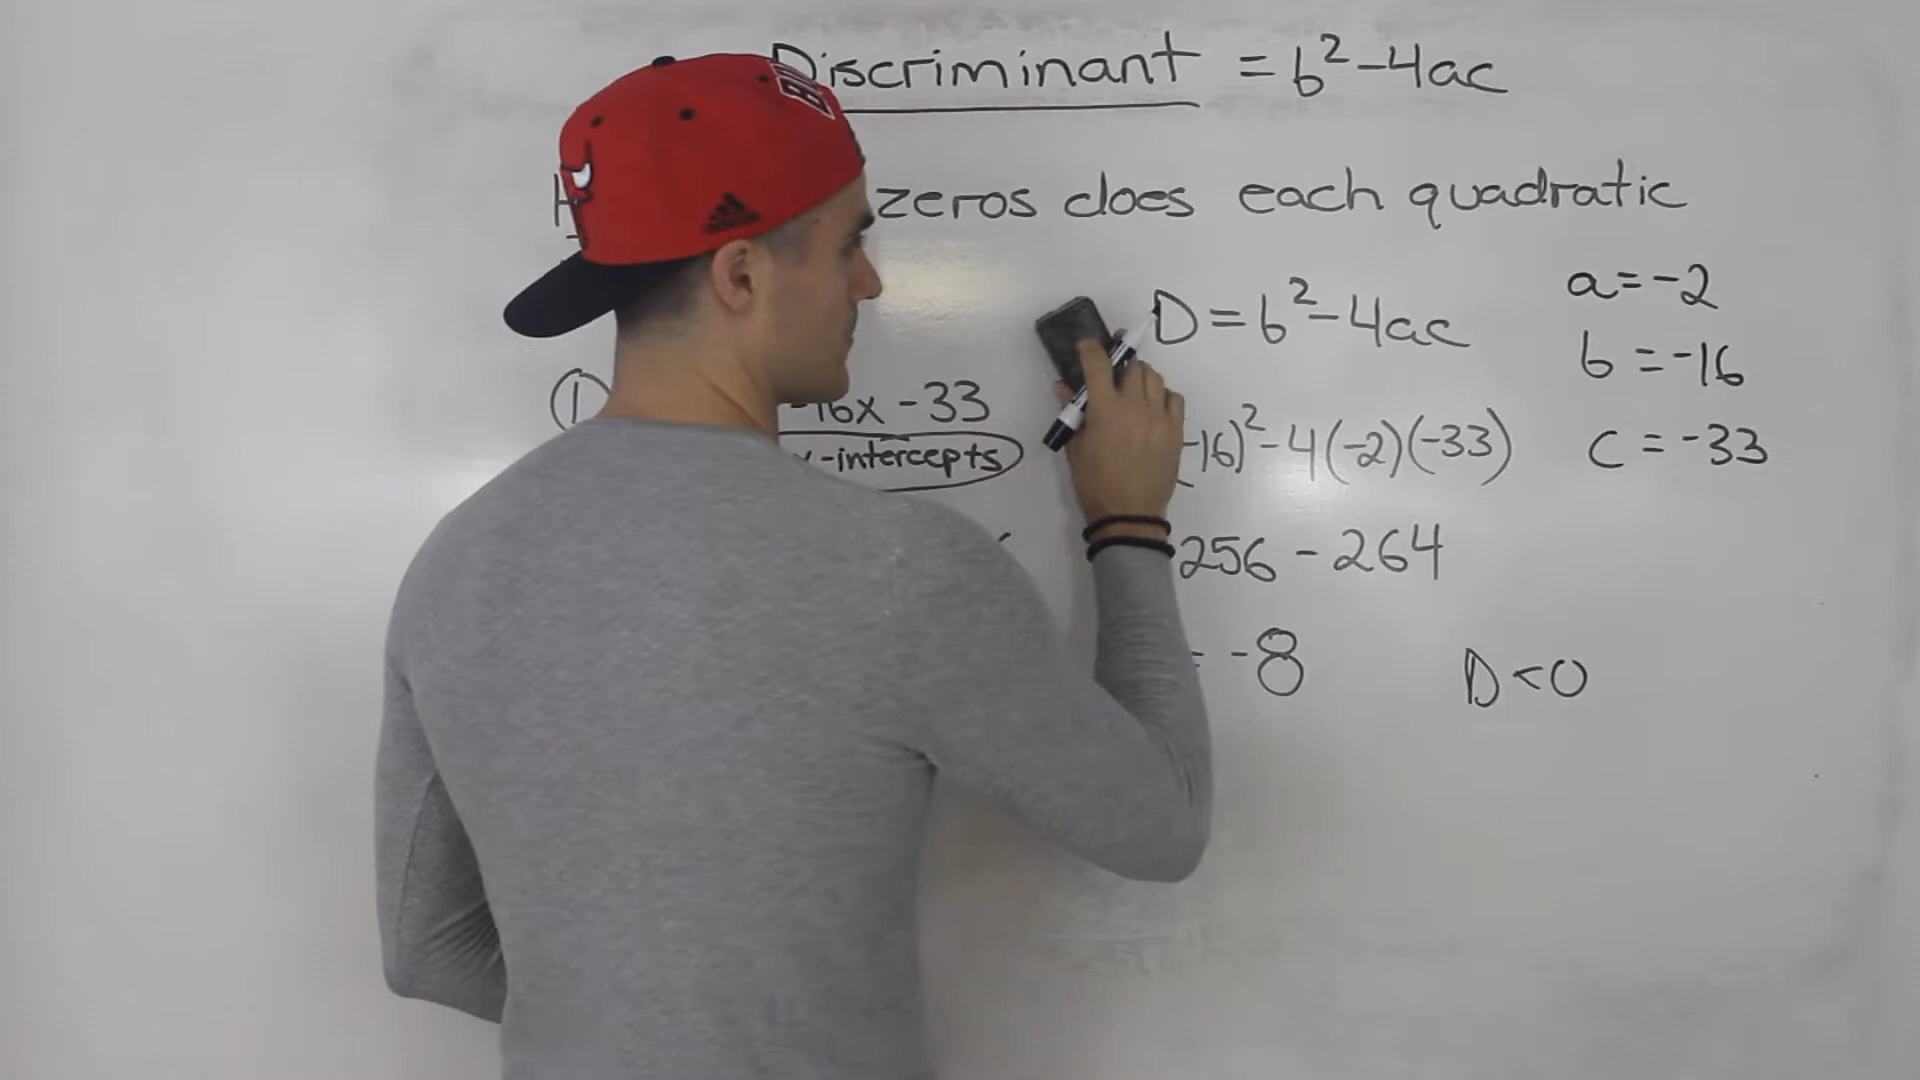 Discriminant = b²-4ac
zeros does each quadratic
D = b²-4ac
a = -2
b = -16
c = -33
①
-16x - 33
x-intercepts
-16)² - 4(-2)(-33)
256 - 264
= -8
D < 0